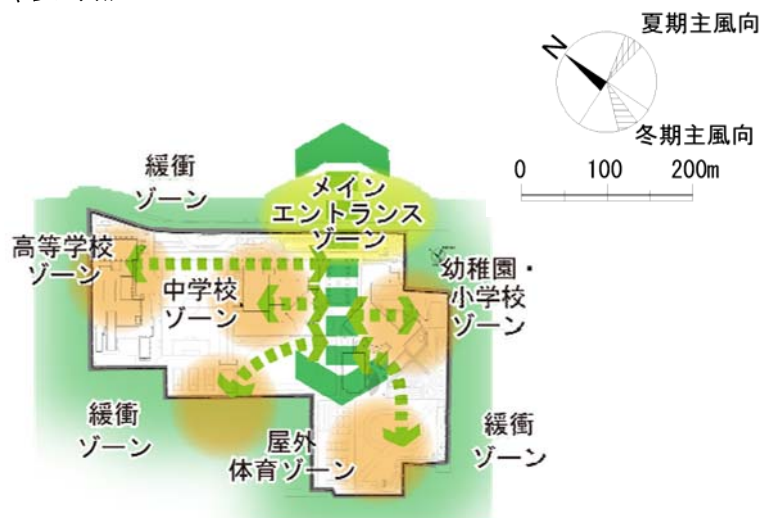 夏期主風向
N
冬期主風向
0 100 200m
緩衝
ゾーン
メイン
エントランス
ゾーン
高等学校
ゾーン
中学校
ゾーン
幼稚園・
小学校
ゾーン
緩衝
ゾーン
屋外
体育ゾーン
緩衝
ゾーン